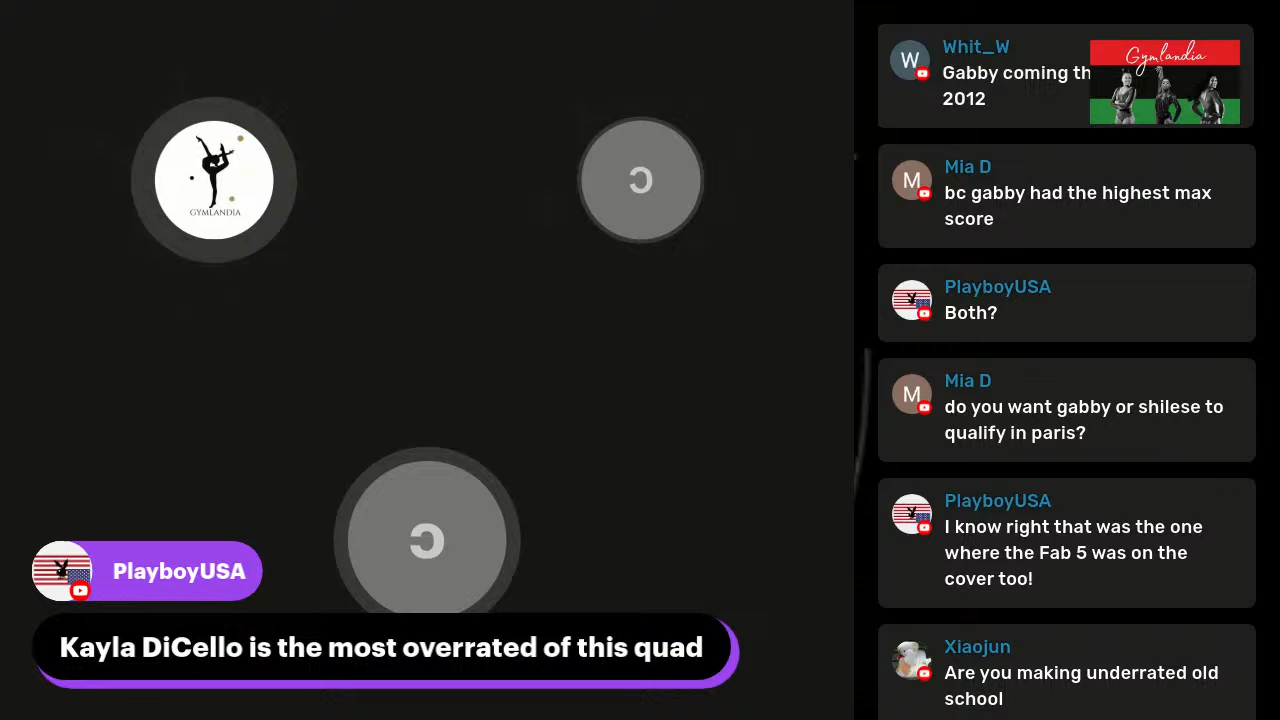 GYMLANDIA
Ɔ
Ɔ
PlayboyUSA
Kayla DiCello is the most overrated of this quad
Whit_W
W
Gabby coming th
2012
Gymlandia
Mia D
M
bc gabby had the highest max
score
PlayboyUSA
Both?
Mia D
M
do you want gabby or shilese to
qualify in paris?
PlayboyUSA
I know right that was the one
where the Fab 5 was on the
cover too!
Xiaojun
Are you making underrated old
school